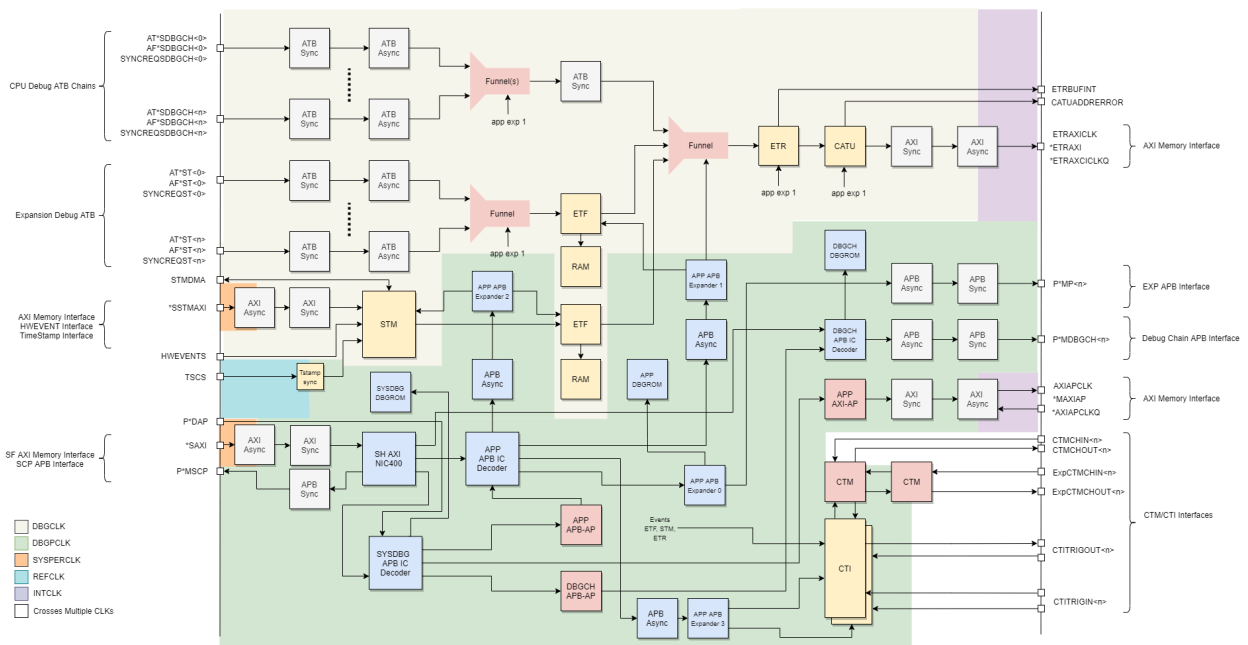 CPU Debug ATB Chains
AT*SDBGCH<0>
AF*SDBGCH<0>
SYNCREQSDBGCH<0>
AT*SDBGCH<n>
AF*SDBGCH<n>
SYNCREQSDBGCH<n>
Expansion Debug ATB
AT*ST<0>
AF*ST<0>
SYNCREQST<0>
AT*ST<n>
AF*ST<n>
SYNCREQST<n>
STMDMA
*SSTMAXI
AXI Memory Interface
HWEVENT Interface
TimeStamp Interface
HWEVENTS
TSCS
P*DAP
*SAXI
SF AXI Memory Interface
SCP APB Interface
P*MSCP
DBGCLK
DBGPCLK
SYSPERCLK
REFCLK
INTCLK
Crosses Multiple CLKs
ATB
Sync
ATB
Async
ATB
Sync
ATB
Async
Funnel(s)
app exp 1
ATB
Sync
ATB
Sync
ATB
Async
ATB
Sync
ATB
Async
Funnel
app exp 1
ETF
RAM
Funnel
ETR
app exp 1
CATU
app exp 1
AXI
Sync
AXI
Async
AXI
Async
AXI
Sync
STM
Tstamp
sync
APP APB
Expander 2
ETF
RAM
APB
Async
SYSDBG
DBGROM
APP APB
Expander 1
APB
Async
APP
DBGROM
DBGCH
DBGROM
DBGCH
APB IC
Decoder
APB
Async
APB
Sync
APB
Async
APB
Sync
APP
AXI-AP
AXI
Sync
AXI
Async
AXI
Async
AXI
Sync
APB
Sync
SH AXI
NIC400
APP
APB IC
Decoder
APP APB
Expander 0
SYSDBG
APB IC
Decoder
APP
APB-AP
DBGCH
APB-AP
APB
Async
APP APB
Expander 3
Events
ETF, STM,
ETR
CTM
CTM
CTI
ETRBUFINT
CATUADDRERROR
ETRAXICLK
*ETRAXI
*ETRAXCICLKQ
AXI Memory Interface
P*MP<n>
EXP APB Interface
P*MDBGCH<n>
Debug Chain APB Interface
AXIAPCLK
*MAXIAP
*AXIAPCLKQ
AXI Memory Interface
CTMCHIN<n>
CTMCHOUT<n>
ExpCTMCHIN<n>
ExpCTMCHOUT<n>
CTM/CTI Interfaces
CTITRIGOUT<n>
CTITRIGIN<n>